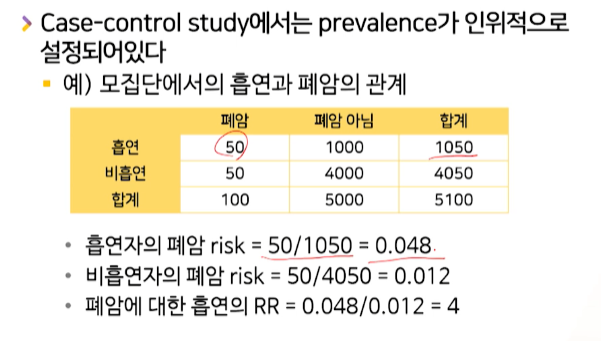 Case-control study에서는 prevalence가 인위적으로
설정되어있다
예) 모집단에서의 흡연과 폐암의 관계
폐암 폐암 아님 합계
흡연 50 1000 1050
비흡연 50 4000 4050
합계 100 5000 5100
• 흡연자의 폐암 risk = 50/1050 = 0.048
• 비흡연자의 폐암 risk = 50/4050 = 0.012
• 폐암에 대한 흡연의 RR = 0.048/0.012 = 4